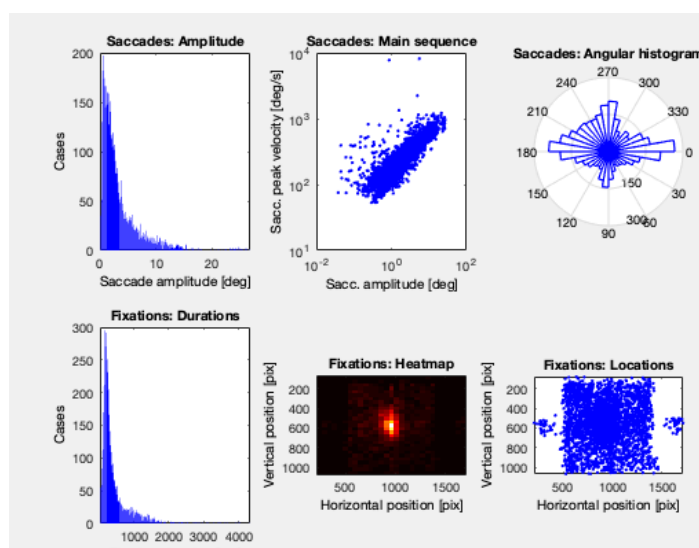 Saccades: Amplitude
200
150
100
50
0
Cases
0 10 20
Saccade amplitude [deg]
Saccades: Main sequence
10^4
10^3
10^2
10^1
Sacc. peak velocity [deg/s]
10^-2 10^0 10^2
Sacc. amplitude [deg]
Saccades: Angular histogram
270
240 300
210 330
180 0
150 150 30
120 300 60
90
Fixations: Durations
300
250
200
150
100
50
0
Cases
1000 2000 3000 4000
Fixations: Heatmap
200
400
600
800
1000
Vertical position [pix]
500 1000 1500
Horizontal position [pix]
Fixations: Locations
200
400
600
800
1000
Vertical position [pix]
500 1000 1500
Horizontal position [pix]